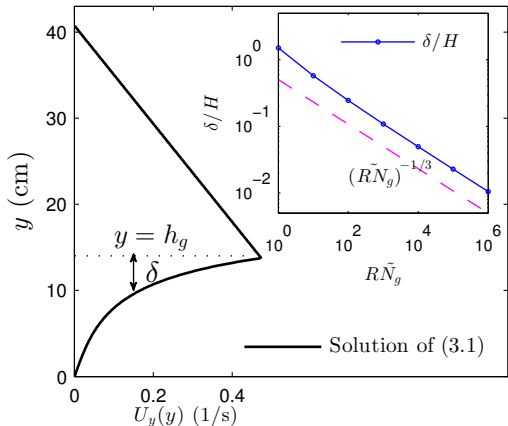 40
30
20
10
0
y (cm)
0
0.2
0.4
U_y(y) (1/s)
y = h_g
δ
Solution of (3.1)
10^0
10^{-1}
10^{-2}
δ/H
δ/H
(RÑ_g)^{-1/3}
10^0
10^2
10^4
10^6
RÑ_g